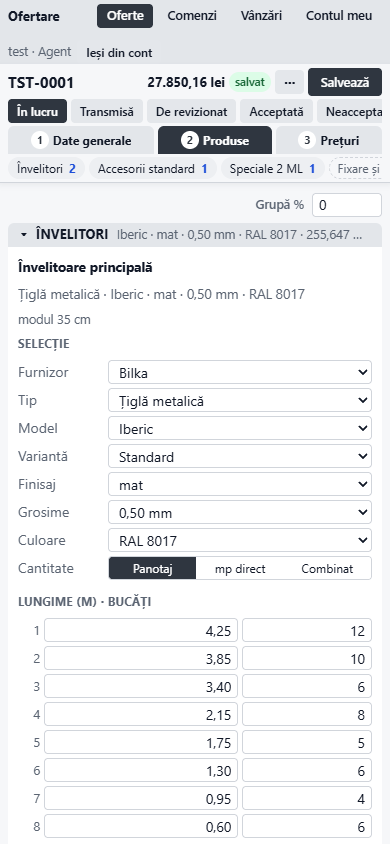 Ofertare Oferte Comenzi Vânzări Contul meu
test · Agent Ieși din cont
TST-0001 27.850,16 lei salvat ··· Salvează
În lucru Transmisă De revizionat Acceptată Neaccepta
1 Date generale 2 Produse 3 Prețuri
Învelitori 2 Accesorii standard 1 Speciale 2 ML 1 Fixare și
Grupă % 0
ÎNVELITORI Iberic · mat · 0,50 mm · RAL 8017 · 255,647 ...
Învelitoare principală
Țiglă metalică · Iberic · mat · 0,50 mm · RAL 8017
modul 35 cm
SELECȚIE
Furnizor Bilka
Tip Țiglă metalică
Model Iberic
Variantă Standard
Finisaj mat
Grosime 0,50 mm
Culoare RAL 8017
Cantitate Panotaj mp direct Combinat
LUNGIME (M) · BUCĂȚI
1 4,25 12
2 3,85 10
3 3,40 6
4 2,15 8
5 1,75 5
6 1,30 6
7 0,95 4
8 0,60 6